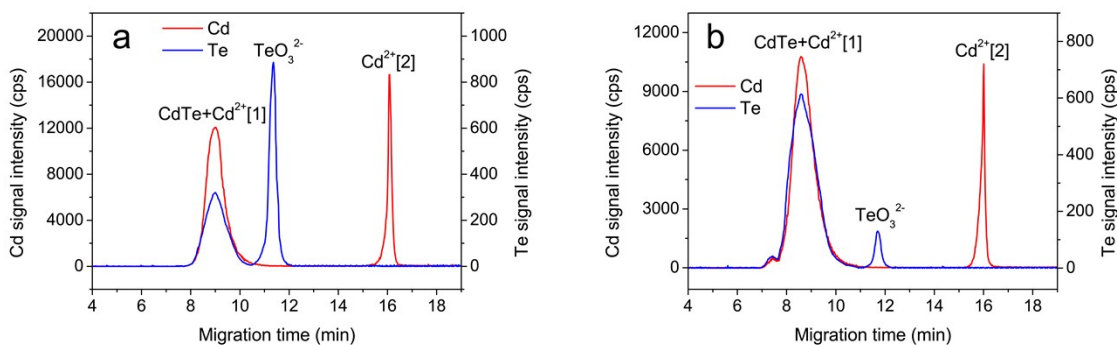 a
Cd
Te
CdTe+Cd²⁺[1]
TeO₃²⁻
Cd²⁺[2]
20000
16000
12000
8000
4000
0
1000
800
600
400
200
0
4 6 8 10 12 14 16 18
Cd signal intensity (cps)
Te signal intensity (cps)
Migration time (min)
b
CdTe+Cd²⁺[1]
Cd
Te
TeO₃²⁻
Cd²⁺[2]
12000
9000
6000
3000
0
800
600
400
200
0
4 6 8 10 12 14 16 18
Cd signal intensity (cps)
Te signal intensity (cps)
Migration time (min)